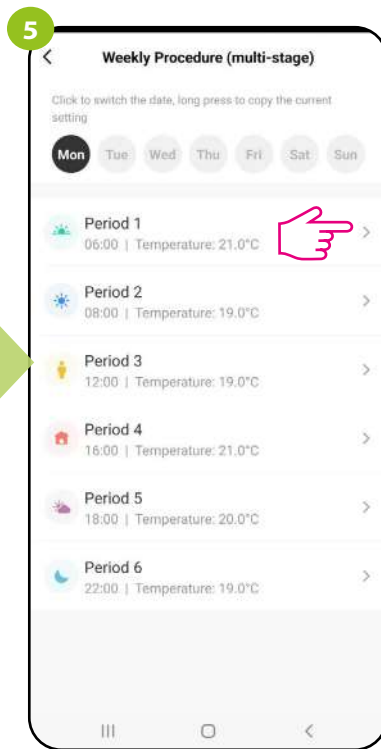 5
Weekly Procedure (multi-stage)
Click to switch the date, long press to copy the current
setting
Mon Tue Wed Thu Fri Sat Sun
Period 1
06:00 | Temperature: 21.0°C
Period 2
08:00 | Temperature: 19.0°C
Period 3
12:00 | Temperature: 19.0°C
Period 4
16:00 | Temperature: 21.0°C
Period 5
18:00 | Temperature: 20.0°C
Period 6
22:00 | Temperature: 19.0°C